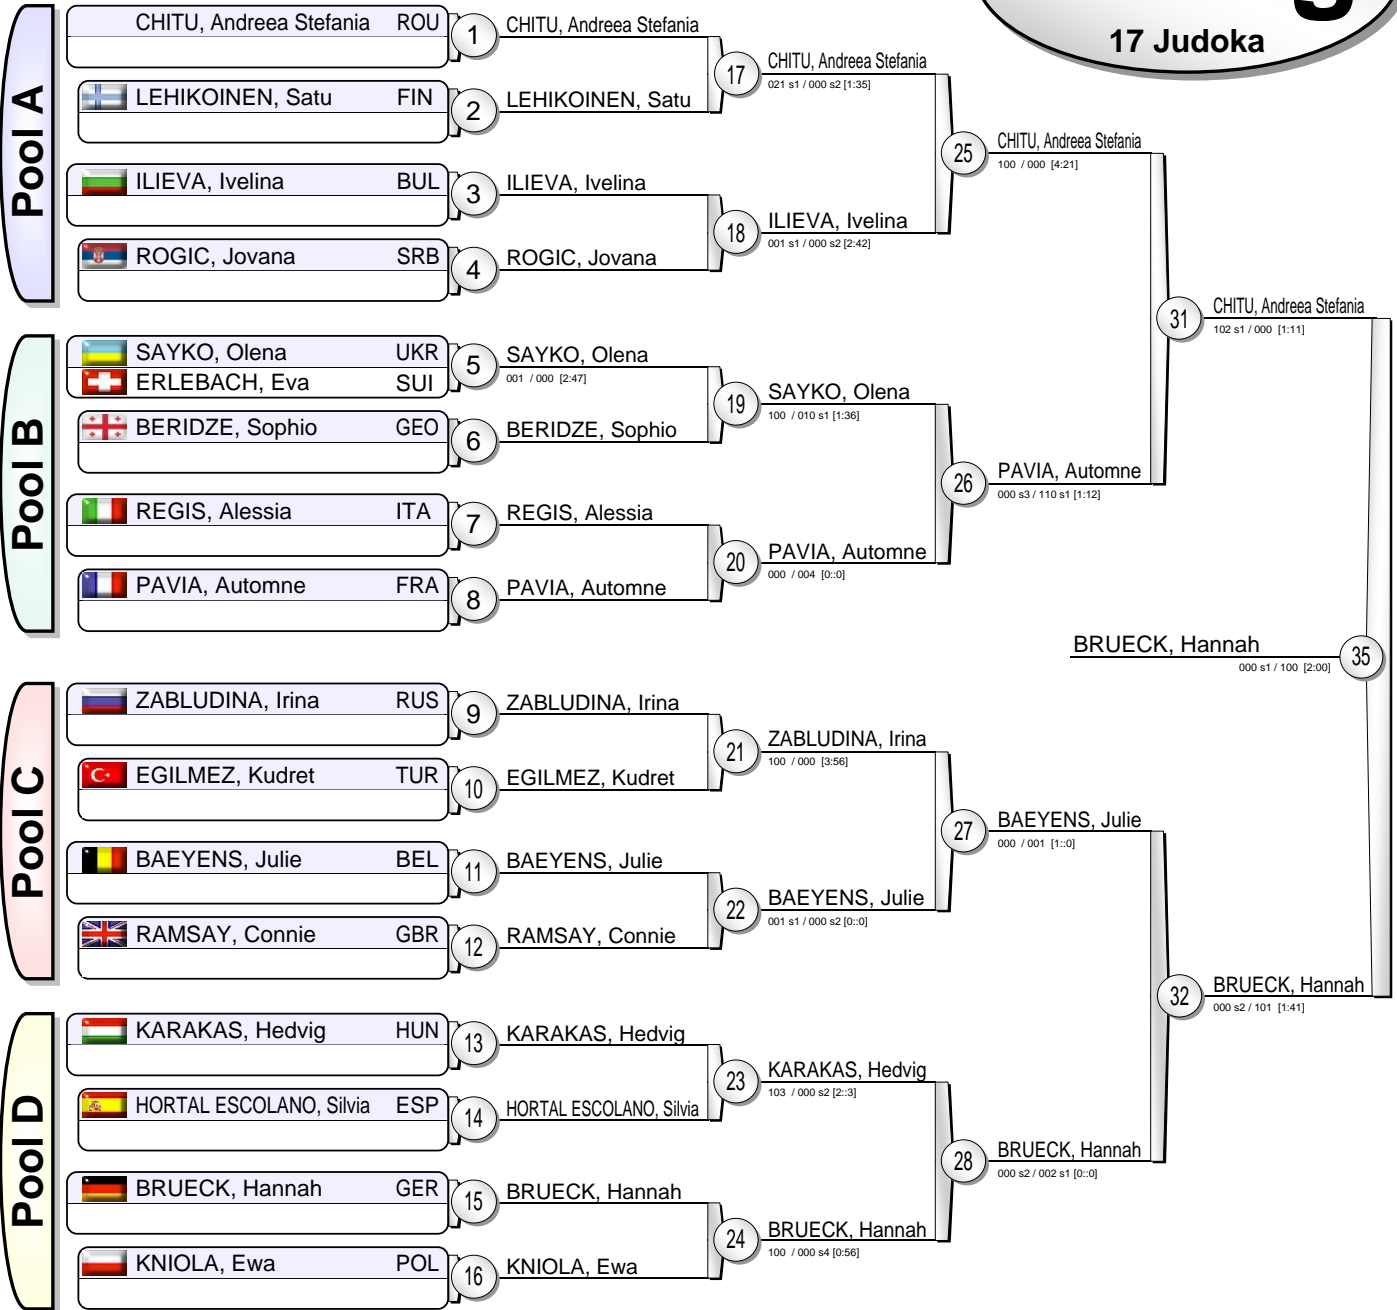 17 Judoka
Pool A
CHITU, Andreea Stefania ROU
1
CHITU, Andreea Stefania
LEHIKOINEN, Satu FIN
2
LEHIKOINEN, Satu
17
CHITU, Andreea Stefania
021 s1 / 000 s2 [1:35]
ILIEVA, Ivelina BUL
3
ILIEVA, Ivelina
ROGIC, Jovana SRB
4
ROGIC, Jovana
18
ILIEVA, Ivelina
001 s1 / 000 s2 [2:42]
25
CHITU, Andreea Stefania
100 / 000 [4:21]
Pool B
SAYKO, Olena UKR
ERLEBACH, Eva SUI
5
SAYKO, Olena
001 / 000 [2:47]
BERIDZE, Sophio GEO
6
BERIDZE, Sophio
19
SAYKO, Olena
100 / 010 s1 [1:36]
REGIS, Alessia ITA
7
REGIS, Alessia
PAVIA, Automne FRA
8
PAVIA, Automne
20
PAVIA, Automne
000 / 004 [0::0]
26
PAVIA, Automne
000 s3 / 110 s1 [1:12]
31
CHITU, Andreea Stefania
102 s1 / 000 [1:11]
BRUECK, Hannah
000 s1 / 100 [2:00]
35
Pool C
ZABLUDINA, Irina RUS
9
ZABLUDINA, Irina
EGILMEZ, Kudret TUR
10
EGILMEZ, Kudret
21
ZABLUDINA, Irina
100 / 000 [3:56]
BAEYENS, Julie BEL
11
BAEYENS, Julie
RAMSAY, Connie GBR
12
RAMSAY, Connie
22
BAEYENS, Julie
001 s1 / 000 s2 [0::0]
27
BAEYENS, Julie
000 / 001 [1::0]
Pool D
KARAKAS, Hedvig HUN
13
KARAKAS, Hedvig
HORTAL ESCOLANO, Silvia ESP
14
HORTAL ESCOLANO, Silvia
23
KARAKAS, Hedvig
103 / 000 s2 [2::3]
BRUECK, Hannah GER
15
BRUECK, Hannah
KNIOLA, Ewa POL
16
KNIOLA, Ewa
24
BRUECK, Hannah
100 / 000 s4 [0:56]
28
BRUECK, Hannah
000 s2 / 002 s1 [0::0]
32
BRUECK, Hannah
000 s2 / 101 [1:41]